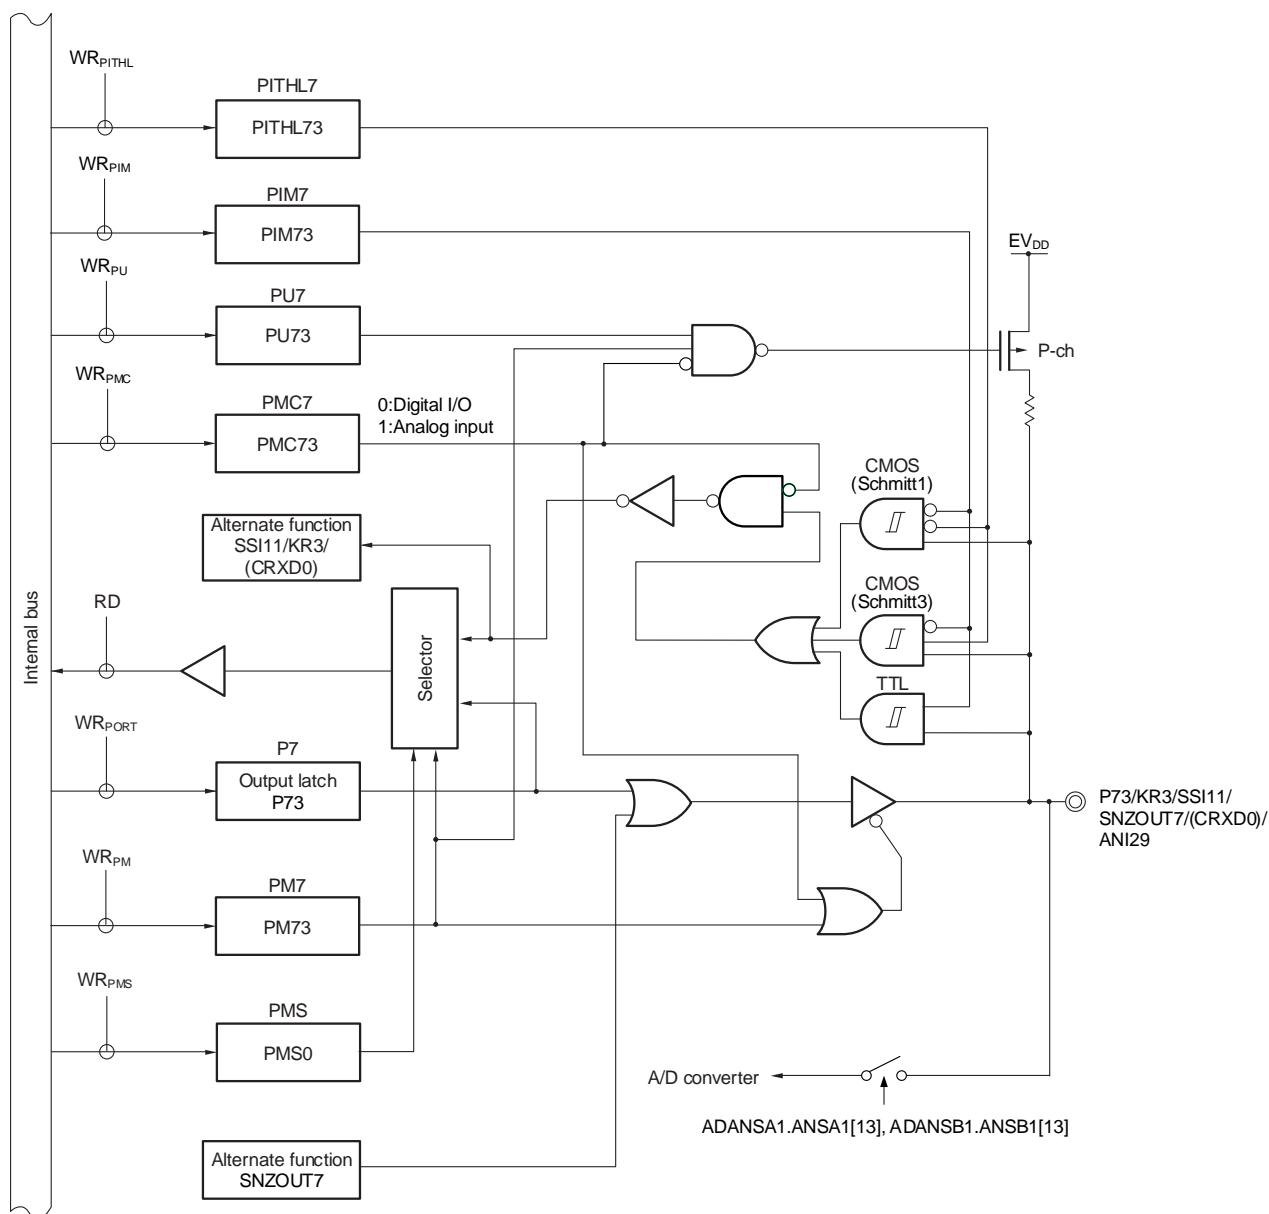 WRPITHL
PITHL7
PITHL73
WRPIM
PIM7
PIM73
EVDD
WRPU
PU7
PU73
P-ch
WRPMC
PMC7
0:Digital I/O
1:Analog input
PMC73
CMOS
(Schmitt1)
Alternate function
SSI11/KR3/
(CRXD0)
CMOS
(Schmitt3)
RD
Internal bus
Selector
TTL
WRPORT
P7
Output latch
P73
P73/KR3/SSI11/
SNZOUT7/(CRXD0)/
ANI29
WRPM
PM7
PM73
WRPMS
PMS
PMS0
A/D converter
ADANSA1.ANSA1[13], ADANSB1.ANSB1[13]
Alternate function
SNZOUT7